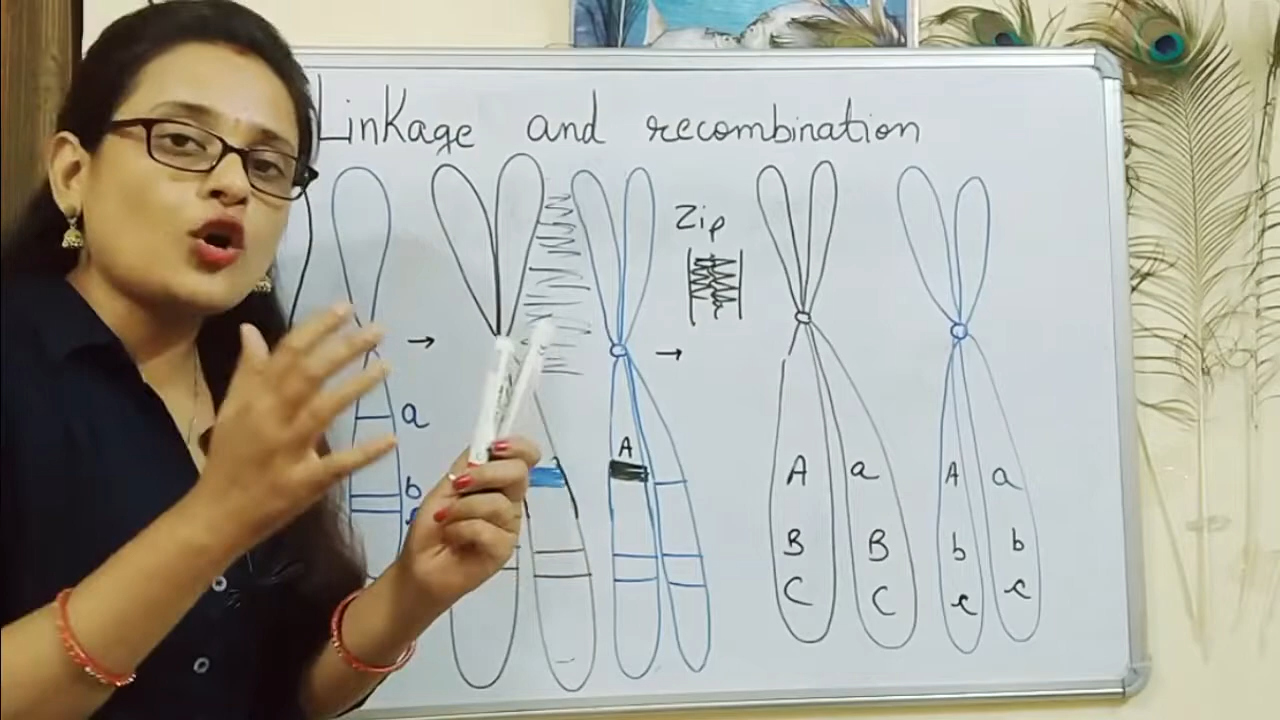 Linkage and recombination
Zip
→
→
a
b
A
A a
B B
C C
A a
b b
c c